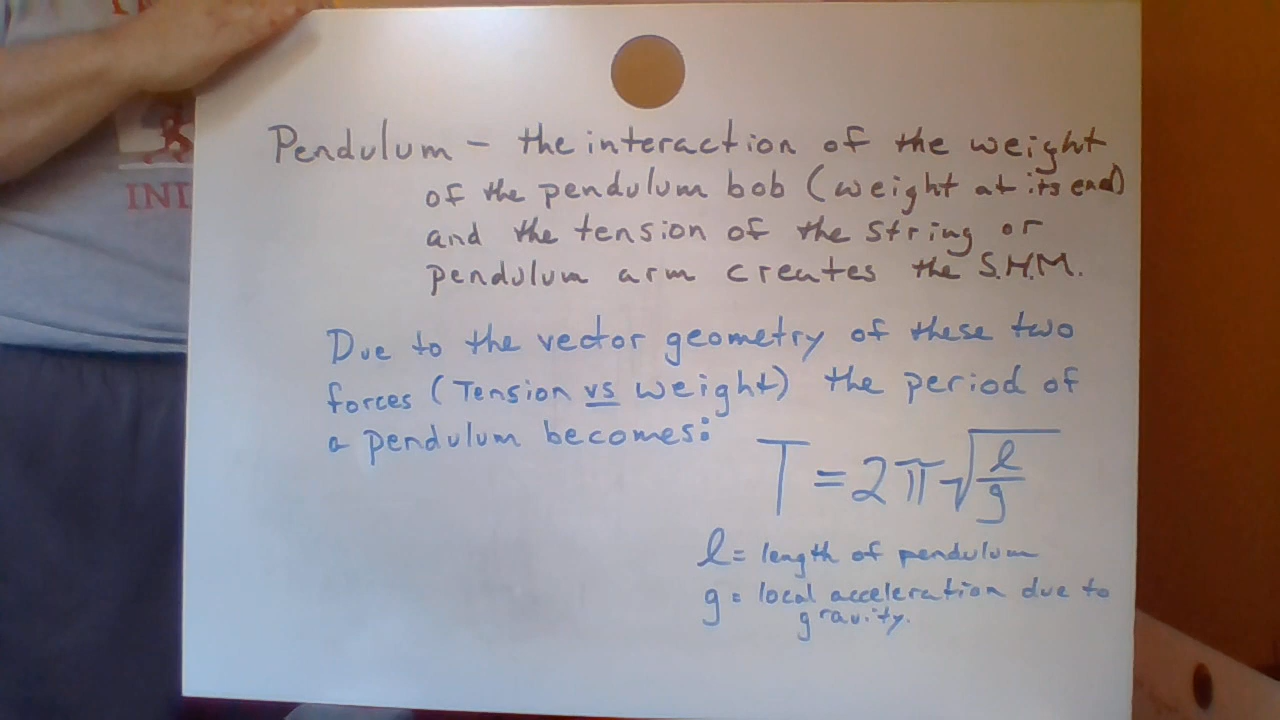 Pendulum – the interaction of the weight
of the pendulum bob (weight at its end)
and the tension of the string or
pendulum arm creates the S.H.M.
Due to the vector geometry of these two
forces (Tension vs weight) the period of
a pendulum becomes:
T = 2π√(l/g)
l = length of pendulum
g = local acceleration due to
gravity.